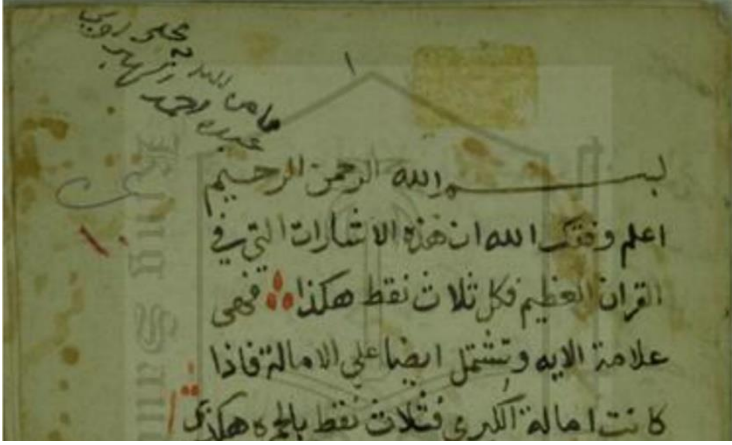 ١
بسم الله الرحمن الرحيم
اعلم وفقك الله ان هذه الاشارات التي في
القران العظيم فكل ثلاث نقط هكذا ∴ فهي
علامة الايه وتشتمل ايضا علي الامالة فاذا
كانت امالة الكبري فثلاث نقط بالحمره هكذي